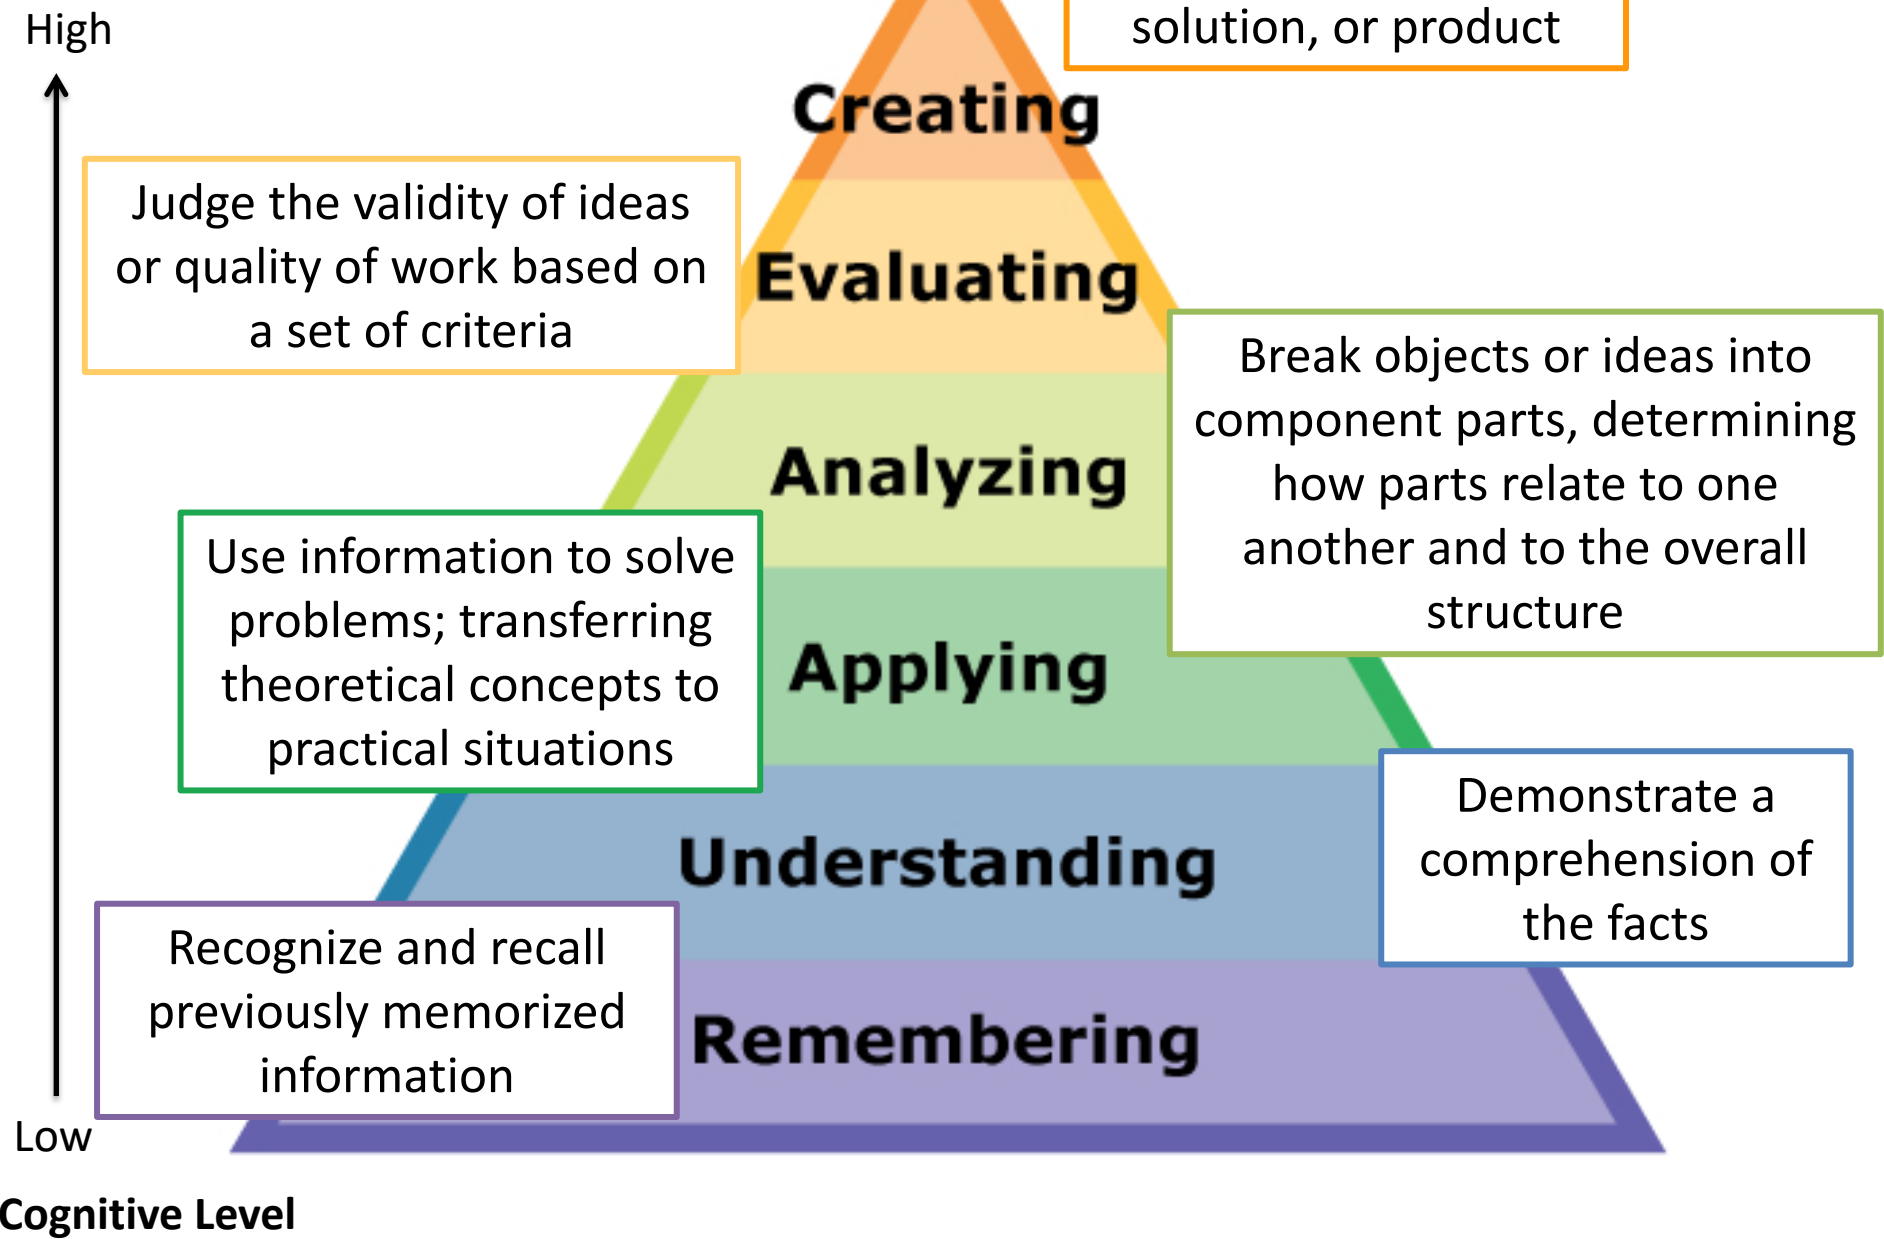 High
solution, or product
Creating
Judge the validity of ideas
or quality of work based on
a set of criteria
Evaluating
Break objects or ideas into
component parts, determining
how parts relate to one
another and to the overall
structure
Analyzing
Use information to solve
problems; transferring
theoretical concepts to
practical situations
Applying
Demonstrate a
comprehension of
the facts
Understanding
Recognize and recall
previously memorized
information
Remembering
Low
Cognitive Level